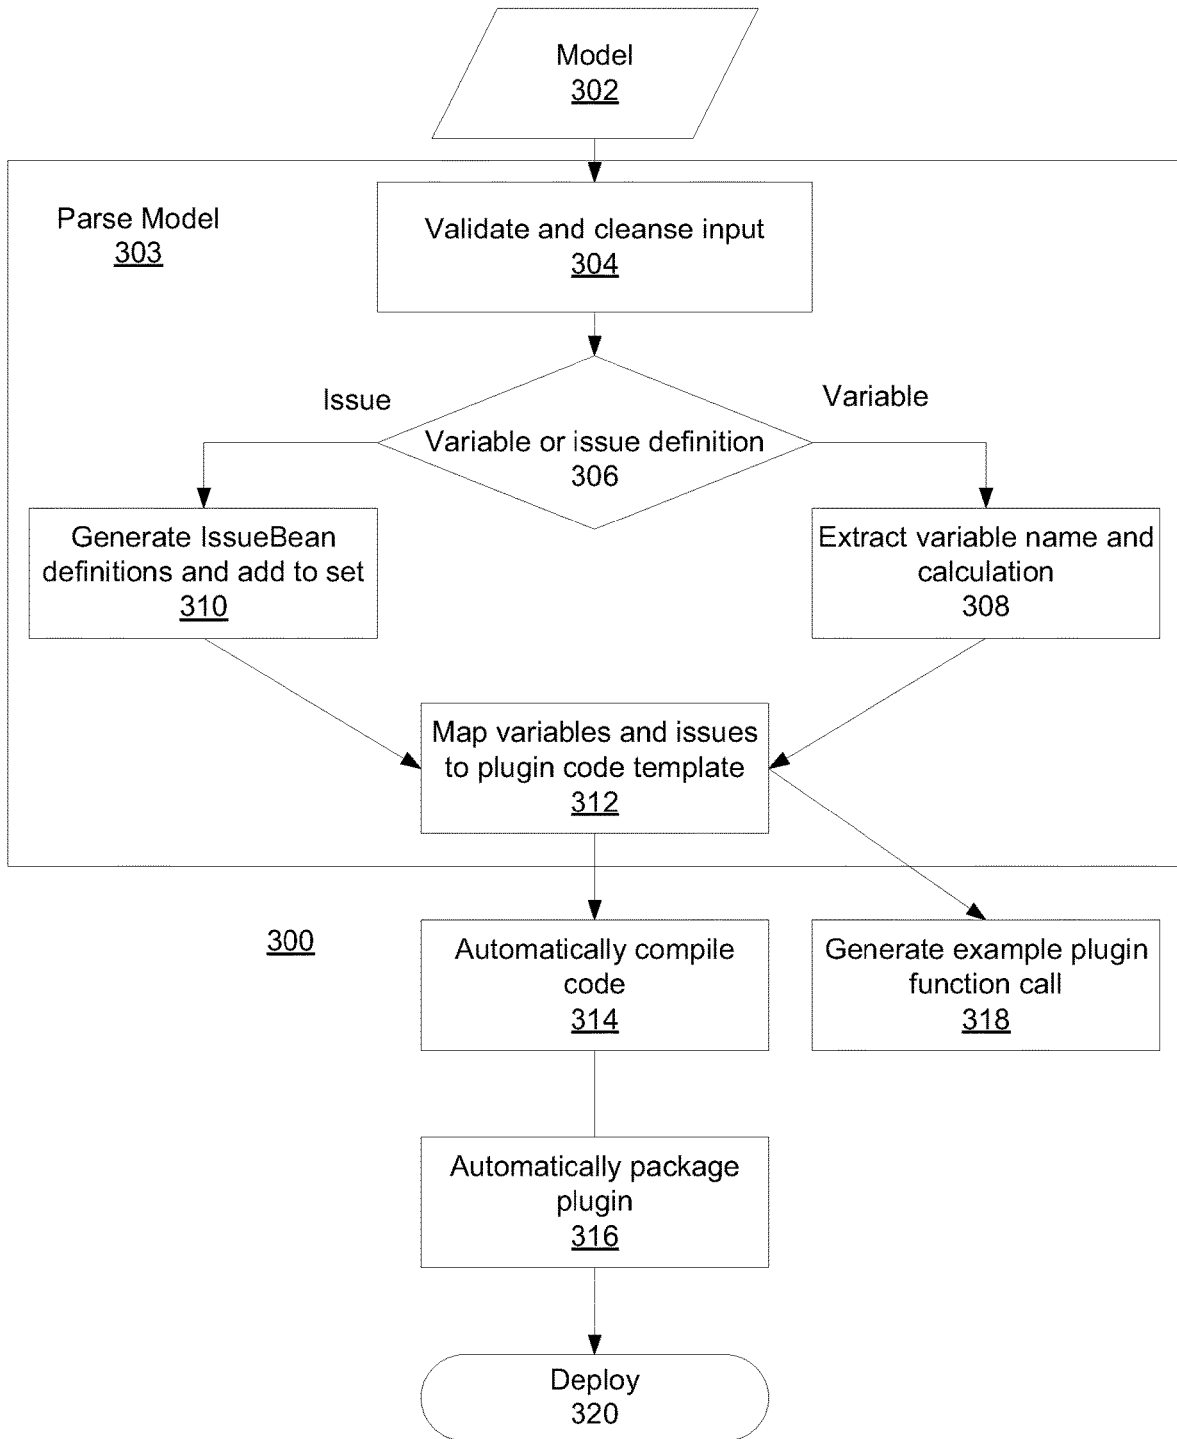 Model
302
Parse Model
303
Validate and cleanse input
304
Issue
Variable
Variable or issue definition
306
Generate IssueBean
definitions and add to set
310
Extract variable name and
calculation
308
Map variables and issues
to plugin code template
312
300
Automatically compile
code
314
Generate example plugin
function call
318
Automatically package
plugin
316
Deploy
320